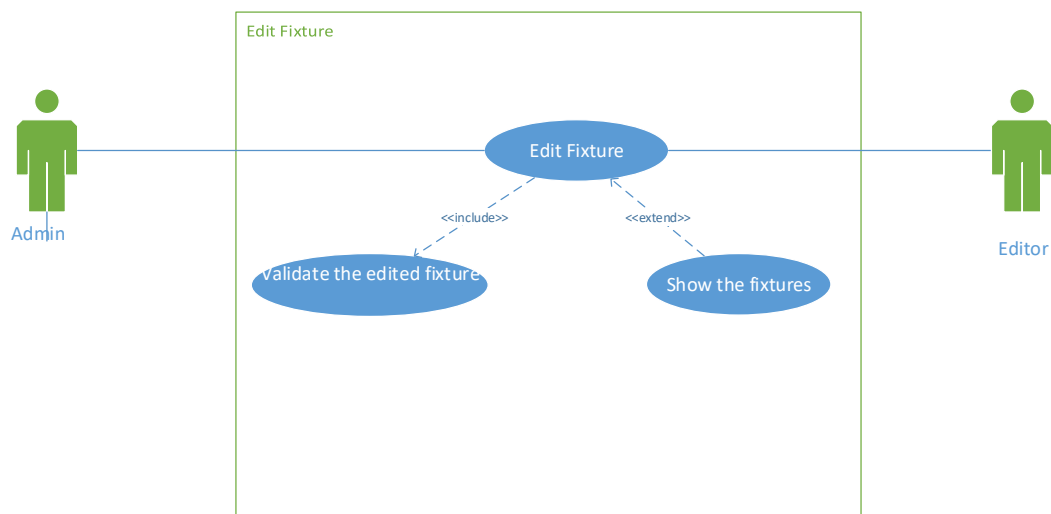 Edit Fixture
Edit Fixture
<<include>>
<<extend>>
Admin
Editor
Validate the edited fixture
Show the fixtures